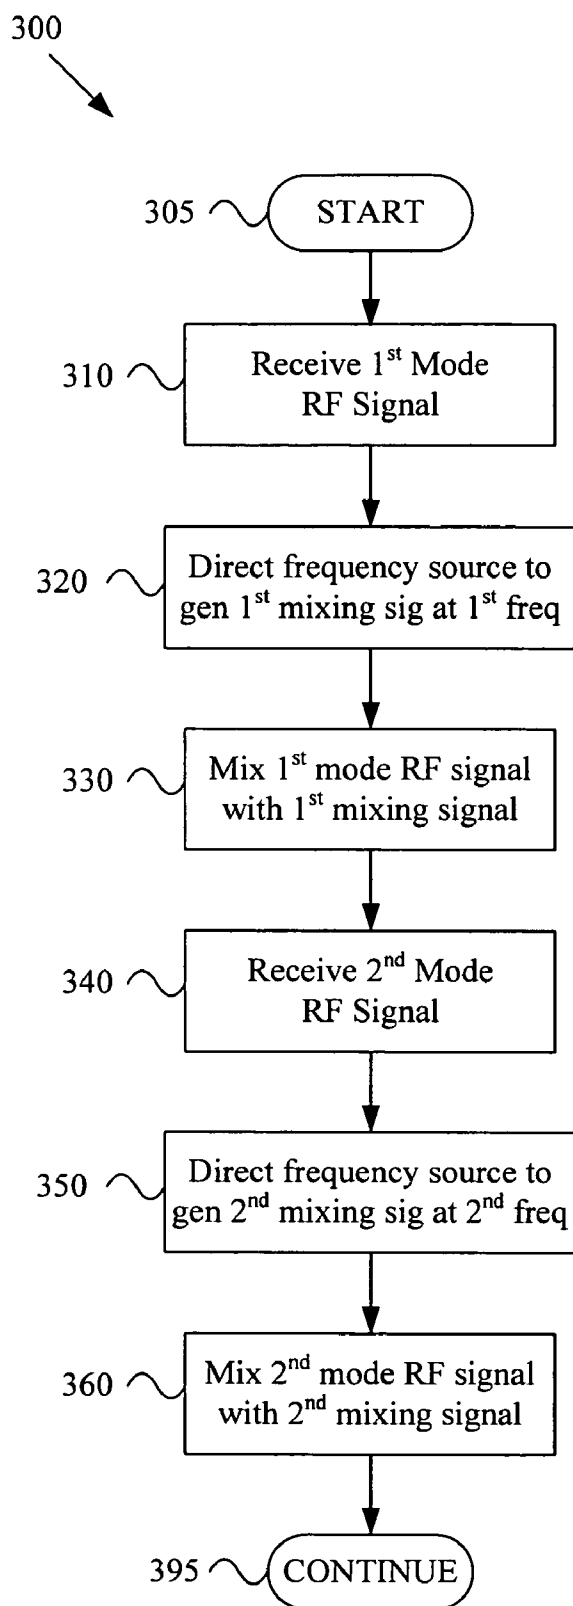 300
305 START
310 Receive 1st Mode
RF Signal
320 Direct frequency source to
gen 1st mixing sig at 1st freq
330 Mix 1st mode RF signal
with 1st mixing signal
340 Receive 2nd Mode
RF Signal
350 Direct frequency source to
gen 2nd mixing sig at 2nd freq
360 Mix 2nd mode RF signal
with 2nd mixing signal
395 CONTINUE